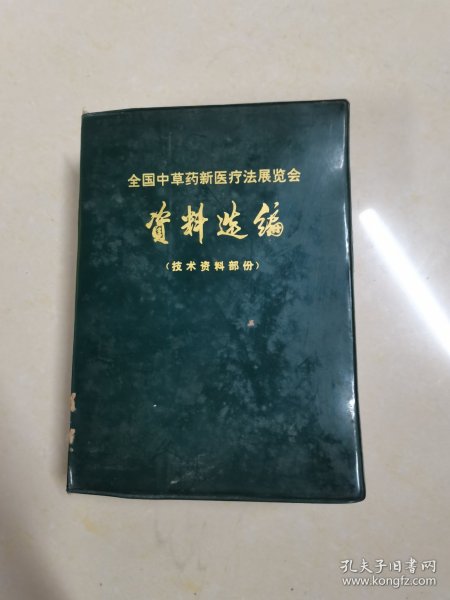 全国中草药新医疗法展览会
资料选编
（技术资料部份）
孔夫子旧书网
www.kongfz.com